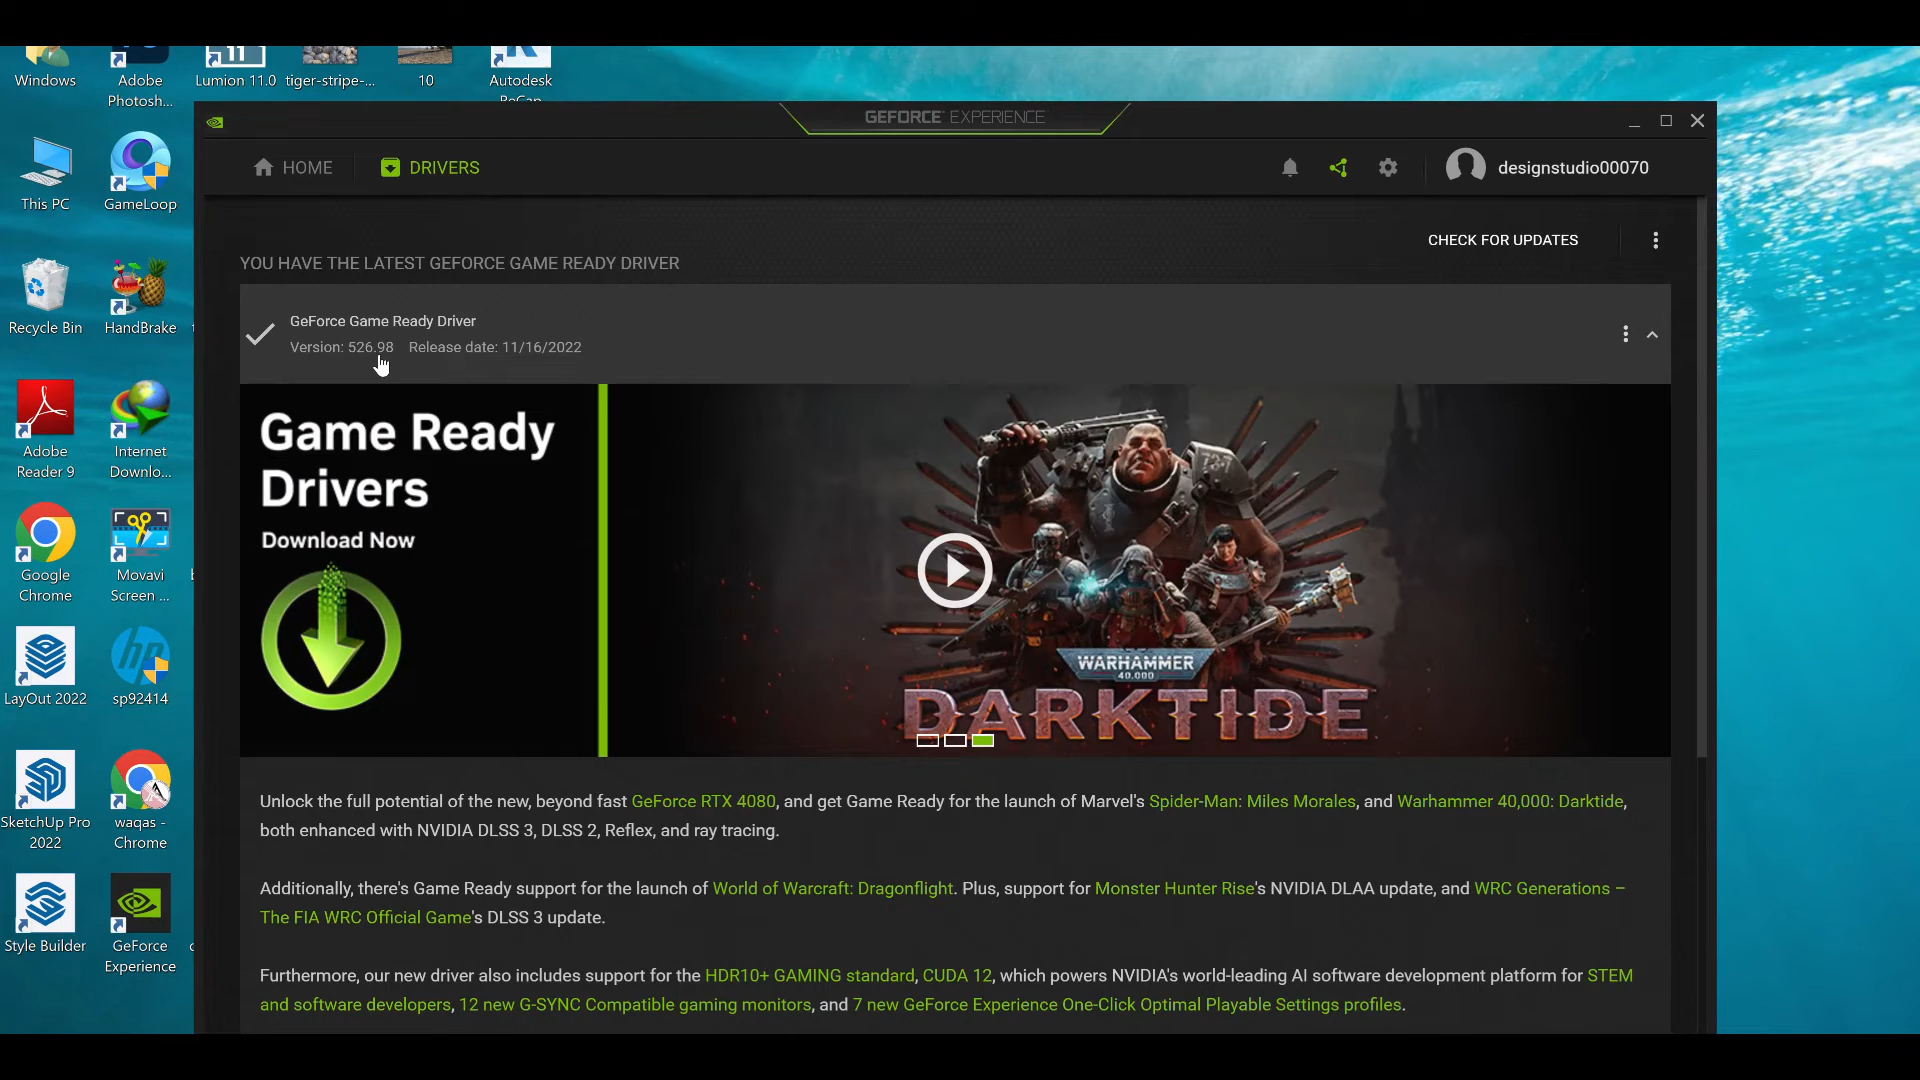 Windows
Adobe
Photosh...
Lumion 11.0
tiger-stripe-...
10
Autodesk
ReCap
GEFORCE EXPERIENCE
HOME
DRIVERS
designstudio00070
CHECK FOR UPDATES
YOU HAVE THE LATEST GEFORCE GAME READY DRIVER
GeForce Game Ready Driver
Version: 526.98 Release date: 11/16/2022
Game Ready
Drivers
Download Now
WARHAMMER
40,000
DARKTIDE
Unlock the full potential of the new, beyond fast GeForce RTX 4080, and get Game Ready for the launch of Marvel's Spider-Man: Miles Morales, and Warhammer 40,000: Darktide,
both enhanced with NVIDIA DLSS 3, DLSS 2, Reflex, and ray tracing.
Additionally, there's Game Ready support for the launch of World of Warcraft: Dragonflight. Plus, support for Monster Hunter Rise's NVIDIA DLAA update, and WRC Generations –
The FIA WRC Official Game's DLSS 3 update.
Furthermore, our new driver also includes support for the HDR10+ GAMING standard, CUDA 12, which powers NVIDIA's world-leading AI software development platform for STEM
and software developers, 12 new G-SYNC Compatible gaming monitors, and 7 new GeForce Experience One-Click Optimal Playable Settings profiles.
This PC
GameLoop
Recycle Bin
HandBrake
Adobe
Reader 9
Internet
Downlo...
Google
Chrome
Movavi
Screen ...
LayOut 2022
sp92414
SketchUp Pro
2022
waqas -
Chrome
Style Builder
GeForce
Experience